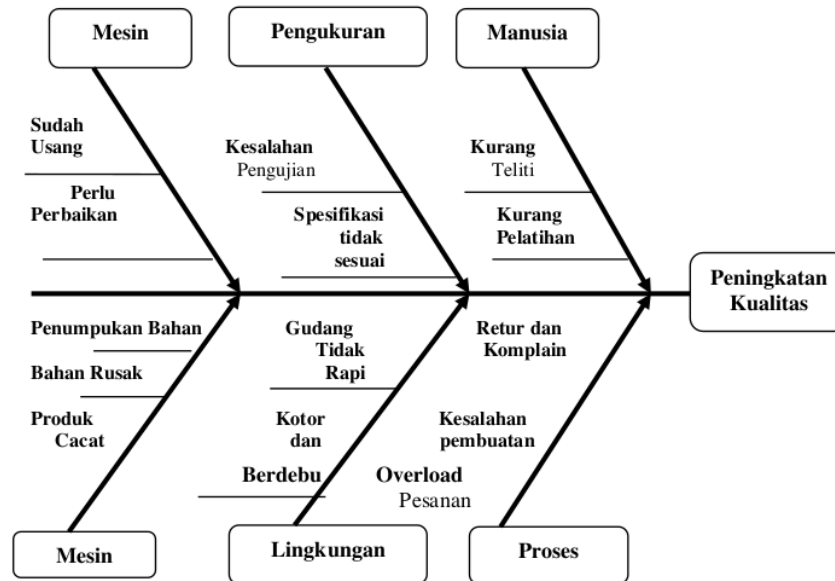 Mesin
Pengukuran
Manusia
Sudah
Usang
Perlu
Perbaikan
Kesalahan
Pengujian
Spesifikasi
tidak
sesuai
Kurang
Teliti
Kurang
Pelatihan
Peningkatan
Kualitas
Penumpukan Bahan
Bahan Rusak
Produk
Cacat
Gudang
Tidak
Rapi
Kotor
dan
Berdebu
Retur dan
Komplain
Kesalahan
pembuatan
Overload
Pesanan
Mesin
Lingkungan
Proses